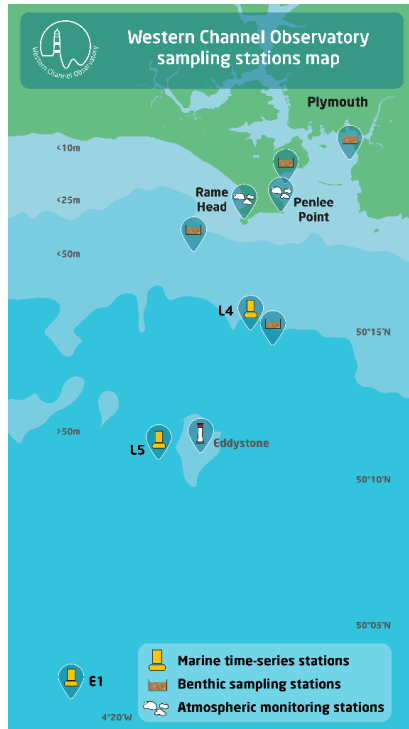 Western Channel Observatory
sampling stations map
Western Channel Observatory
Plymouth
<10m
<25m
Rame
Head
Penlee
Point
<50m
L4
50°15'N
>50m
L5
Eddystone
50°10'N
50°05'N
E1
4°20'W
Marine time-series stations
Benthic sampling stations
Atmospheric monitoring stations